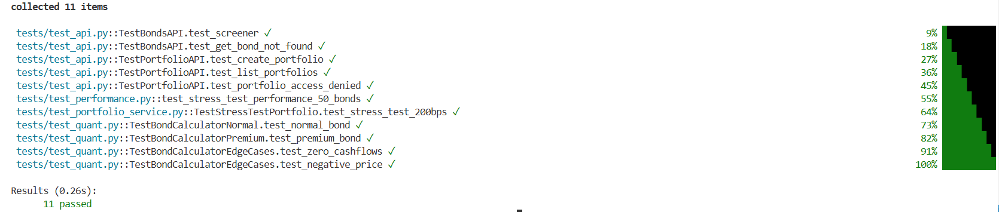 collected 11 items
tests/test_api.py::TestBondsAPI.test_screener ✓ 9%
tests/test_api.py::TestBondsAPI.test_get_bond_not_found ✓ 18%
tests/test_api.py::TestPortfolioAPI.test_create_portfolio ✓ 27%
tests/test_api.py::TestPortfolioAPI.test_list_portfolios ✓ 36%
tests/test_api.py::TestPortfolioAPI.test_portfolio_access_denied ✓ 45%
tests/test_performance.py::test_stress_test_performance_50_bonds ✓ 55%
tests/test_portfolio_service.py::TestStressTestPortfolio.test_stress_test_200bps ✓ 64%
tests/test_quant.py::TestBondCalculatorNormal.test_normal_bond ✓ 73%
tests/test_quant.py::TestBondCalculatorPremium.test_premium_bond ✓ 82%
tests/test_quant.py::TestBondCalculatorEdgeCases.test_zero_cashflows ✓ 91%
tests/test_quant.py::TestBondCalculatorEdgeCases.test_negative_price ✓ 100%
Results (0.26s):
11 passed